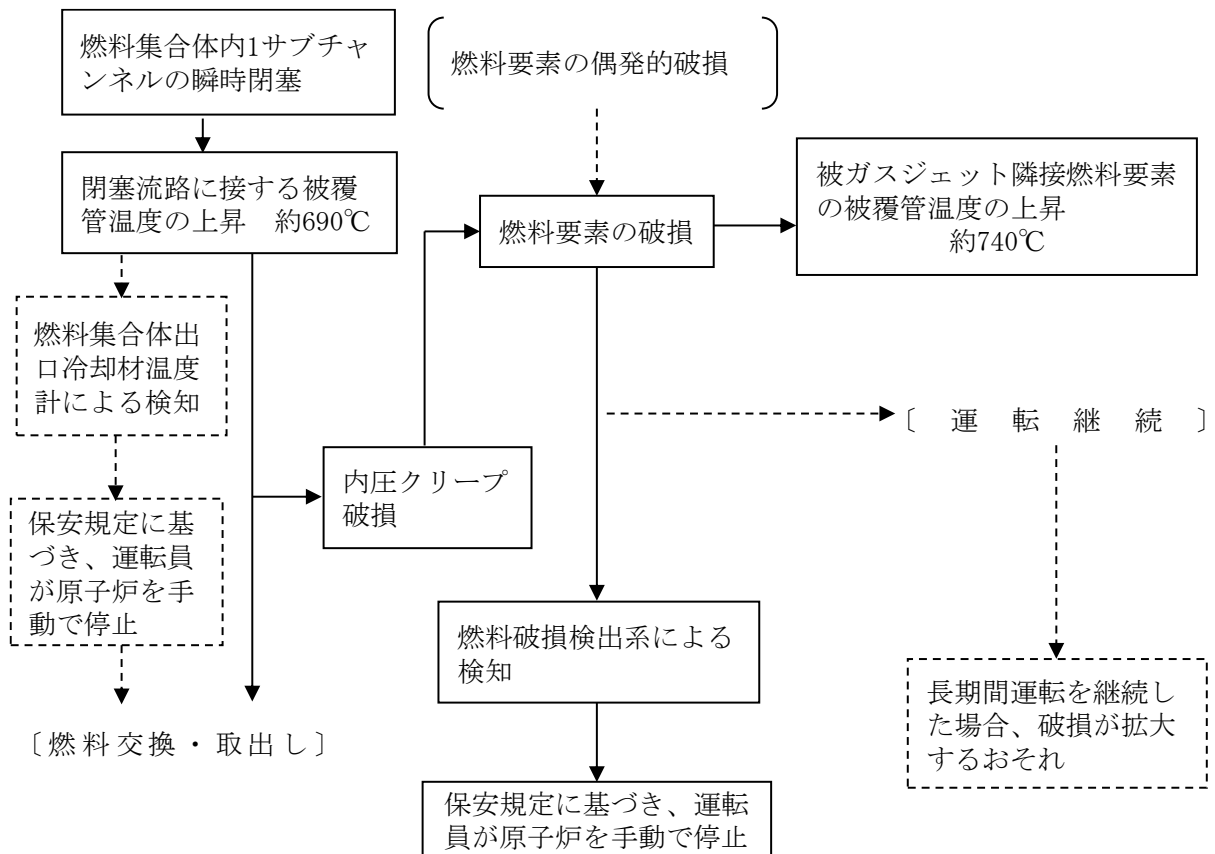 燃料集合体内1サブチャ
ンネルの瞬時閉塞
燃料要素の偶発的破損
閉塞流路に接する被覆
管温度の上昇　約690℃
燃料要素の破損
被ガスジェット隣接燃料要素
の被覆管温度の上昇
約740℃
燃料集合体出
口冷却材温度
計による検知
〔　運　転　継　続　〕
内圧クリープ
破損
保安規定に基
づき、運転員
が原子炉を手
動で停止
燃料破損検出系による
検知
長期間運転を継続し
た場合、破損が拡大
するおそれ
〔燃料交換・取出し〕
保安規定に基づき、運転
員が原子炉を手動で停止